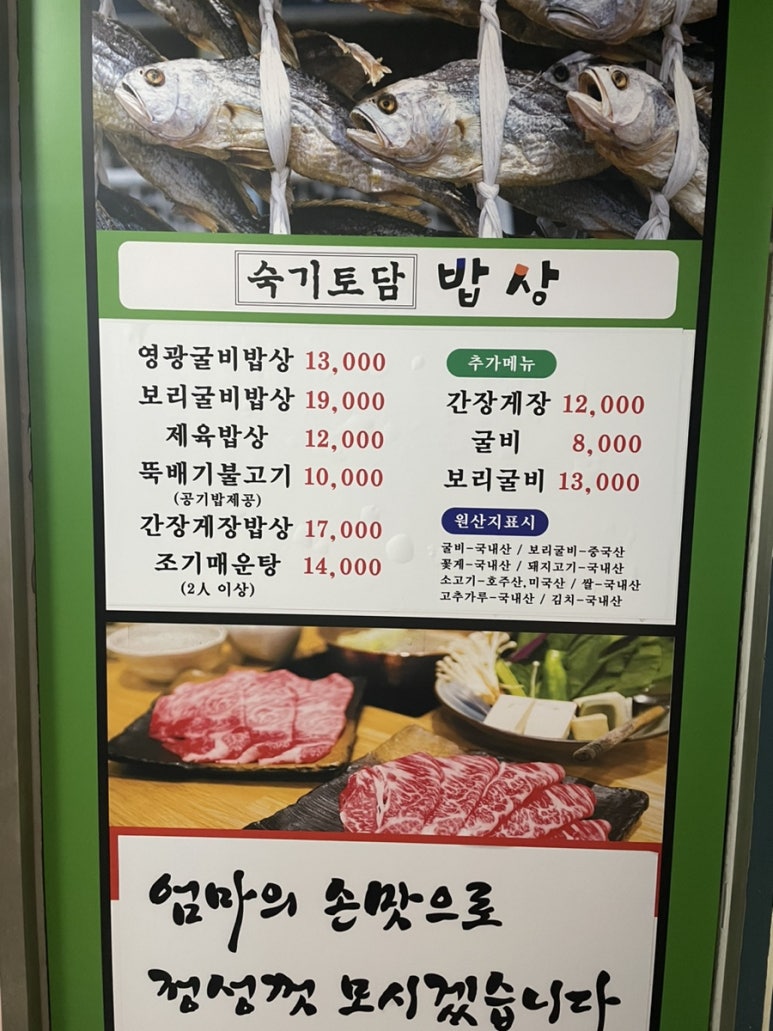 숙기토담 밥상
영광굴비밥상 13,000
보리굴비밥상 19,000
제육밥상 12,000
뚝배기불고기 10,000
(공기밥제공)
간장게장밥상 17,000
조기매운탕 14,000
(2人 이상)
추가메뉴
간장게장 12,000
굴비 8,000
보리굴비 13,000
원산지표시
굴비-국내산 / 보리굴비-중국산
꽃게-국내산 / 돼지고기-국내산
소고기-호주산,미국산 / 쌀-국내산
고추가루-국내산 / 김치-국내산
엄마의 손맛으로
정성껏 모시겠습니다